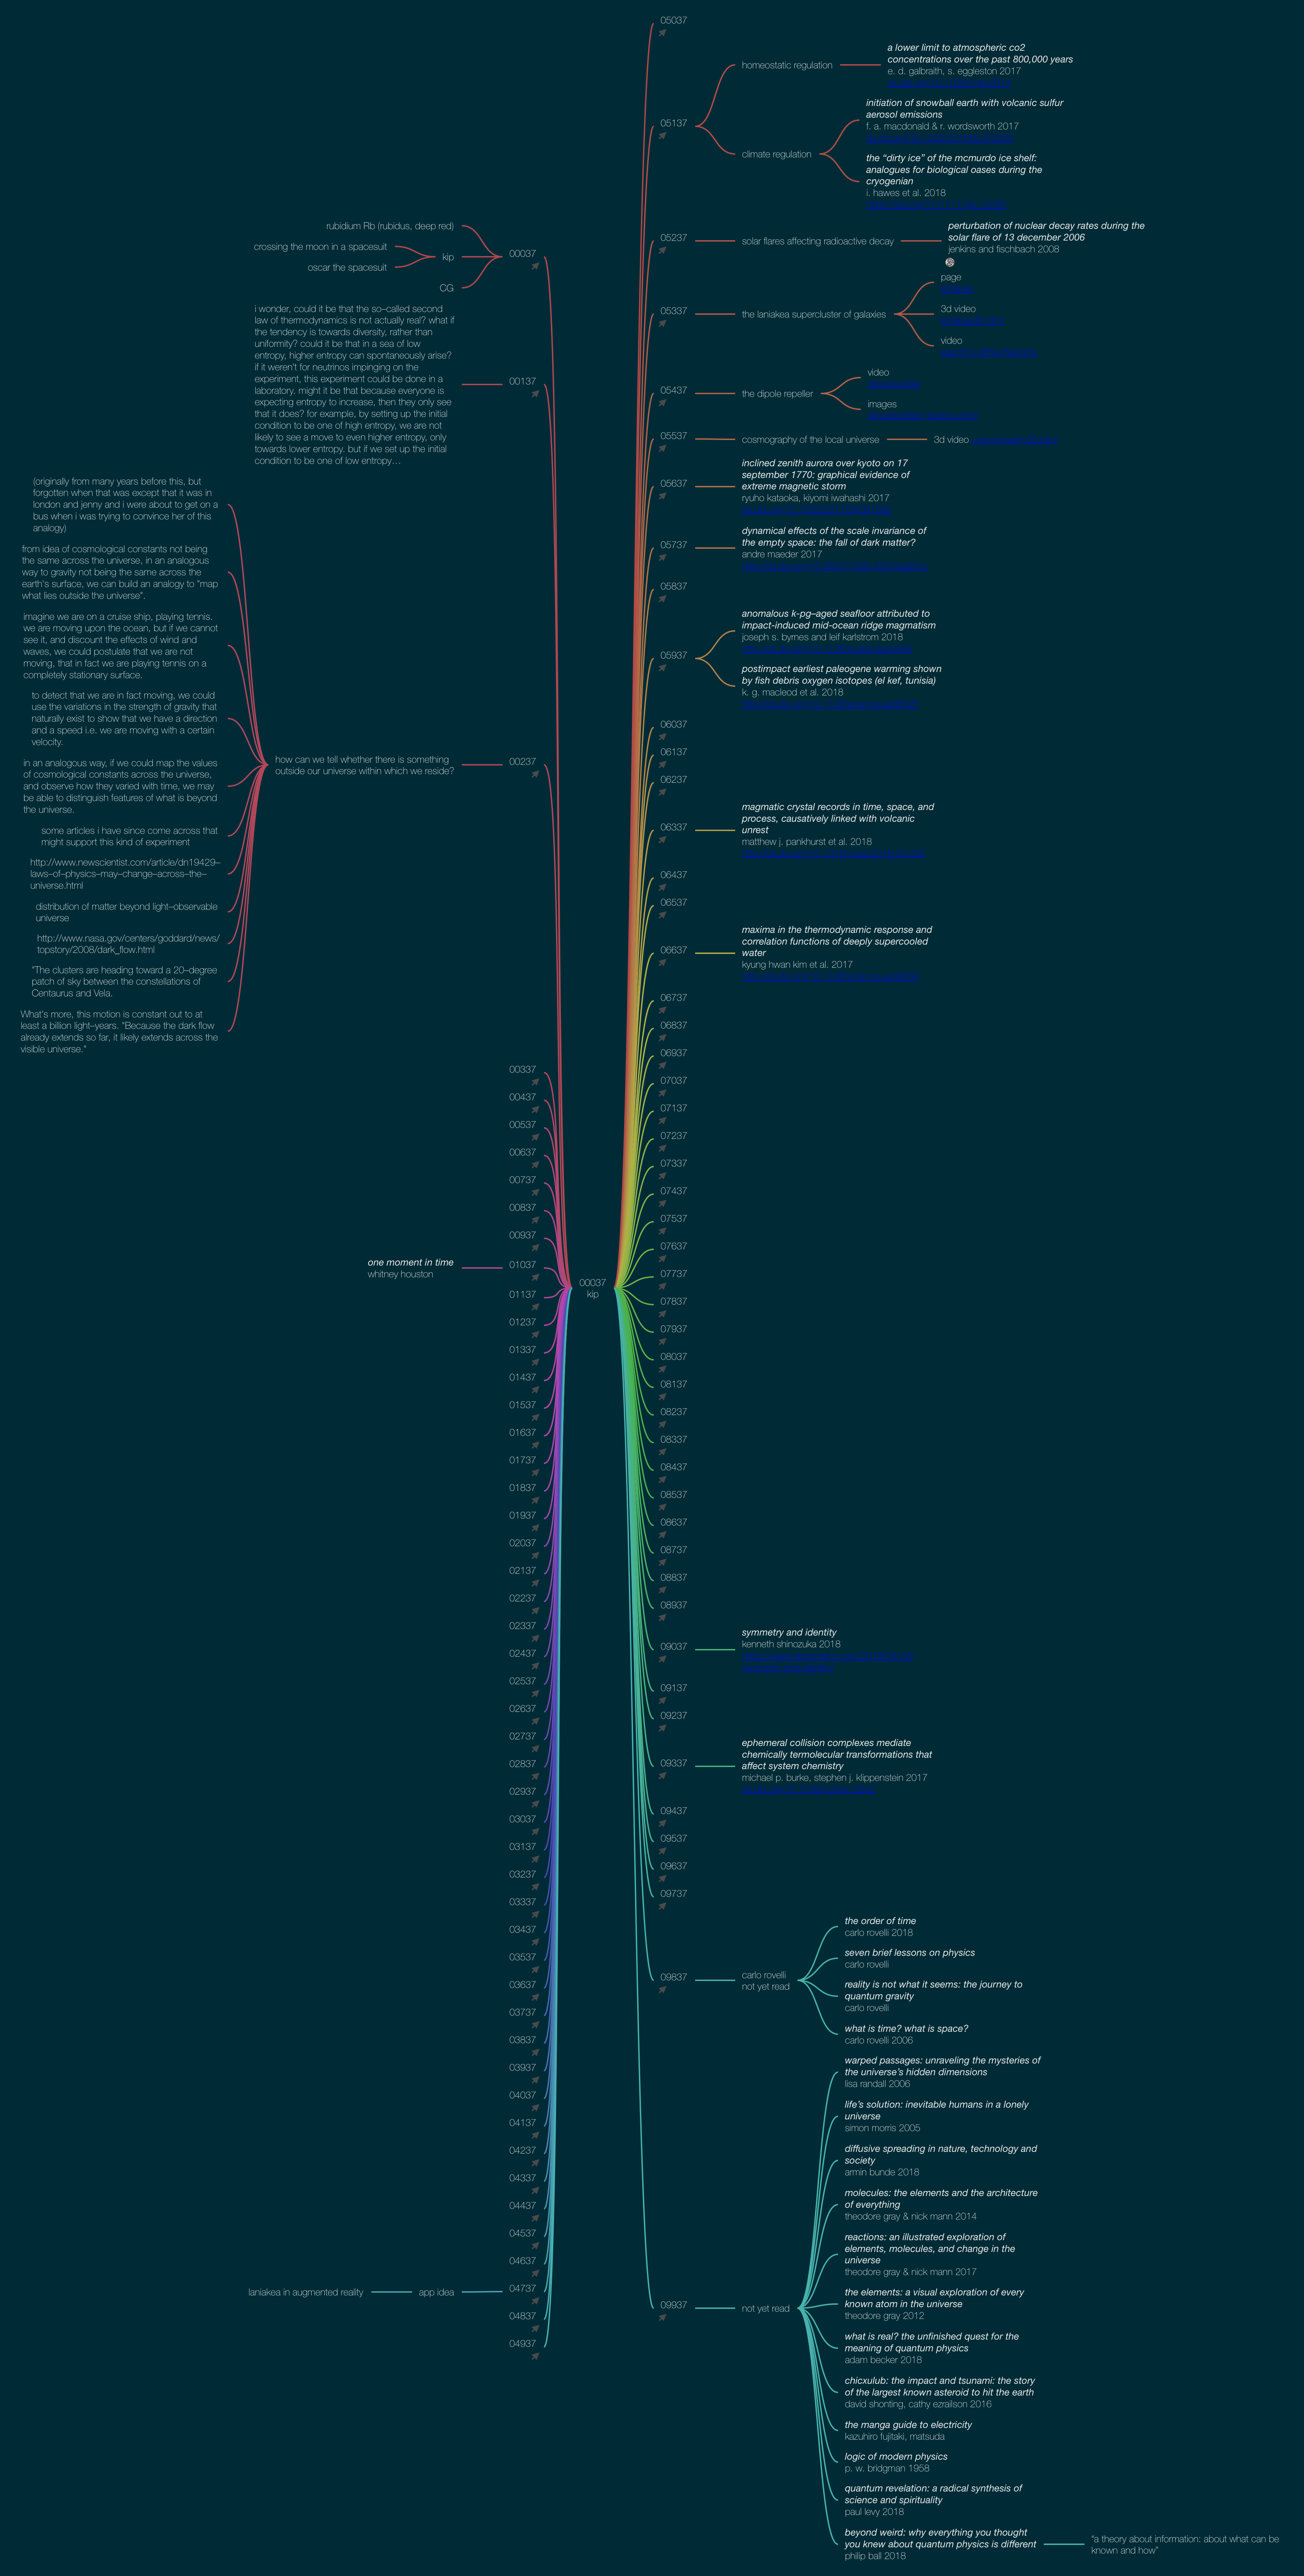 rubidium Rb (rubidus, deep red)
crossing the moon in a spacesuit
oscar the spacesuit
kip
CG
00037
i wonder, could it be that the so–called second
law of thermodynamics is not actually real? what if
the tendency is towards diversity, rather than
uniformity? could it be that in a sea of low
entropy, higher entropy can spontaneously arise?
if it weren't for neutrinos impinging on the
experiment, this experiment could be done in a
laboratory. might it be that because everyone is
expecting entropy to increase, then they only see
that it does? for example, by setting up the initial
condition to be one of high entropy, we are not
likely to see a move to even higher entropy, only
towards lower entropy. but if we set up the initial
condition to be one of low entropy…
00137
(originally from many years before this, but
forgotten when that was except that it was in
london and jenny and i were about to get on a
bus when i was trying to convince her of this
analogy)
from idea of cosmological constants not being
the same across the universe, in an analogous
way to gravity not being the same across the
earth's surface, we can build an analogy to "map
what lies outside the universe".
imagine we are on a cruise ship, playing tennis.
we are moving upon the ocean, but if we cannot
see it, and discount the effects of wind and
waves, we could postulate that we are not
moving, that in fact we are playing tennis on a
completely stationary surface.
to detect that we are in fact moving, we could
use the variations in the strength of gravity that
naturally exist to show that we have a direction
and a speed i.e. we are moving with a certain
velocity.
in an analogous way, if we could map the values
of cosmological constants across the universe,
and observe how they varied with time, we may
be able to distinguish features of what is beyond
the universe.
some articles i have since come across that
might support this kind of experiment
http://www.newscientist.com/article/dn19429–
laws–of–physics–may–change–across–the–
universe.html
distribution of matter beyond light–observable
universe
http://www.nasa.gov/centers/goddard/news/
topstory/2008/dark_flow.html
"The clusters are heading toward a 20–degree
patch of sky between the constellations of
Centaurus and Vela.
What's more, this motion is constant out to at
least a billion light–years. "Because the dark flow
already extends so far, it likely extends across the
visible universe."
how can we tell whether there is something
outside our universe within which we reside?
00237
00337
00437
00537
00637
00737
00837
00937
one moment in time
whitney houston
01037
01137
01237
01337
01437
01537
01637
01737
01837
01937
02037
02137
02237
02337
02437
02537
02637
02737
02837
02937
03037
03137
03237
03337
03437
03537
03637
03737
03837
03937
04037
04137
04237
04337
04437
04537
04637
laniakea in augmented reality
app idea
04737
04837
04937
00037
kip
05037
05137
homeostatic regulation
a lower limit to atmospheric co2
concentrations over the past 800,000 years
e. d. galbraith, s. eggleston 2017
climate regulation
initiation of snowball earth with volcanic sulfur
aerosol emissions
f. a. macdonald & r. wordsworth 2017
the “dirty ice” of the mcmurdo ice shelf:
analogues for biological oases during the
cryogenian
i. hawes et al. 2018
05237
solar flares affecting radioactive decay
perturbation of nuclear decay rates during the
solar flare of 13 december 2006
jenkins and fischbach 2008
05337
the laniakea supercluster of galaxies
page
3d video
video
05437
the dipole repeller
video
images
05537
cosmography of the local universe
3d video
05637
inclined zenith aurora over kyoto on 17
september 1770: graphical evidence of
extreme magnetic storm
ryuho kataoka, kiyomi iwahashi 2017
05737
dynamical effects of the scale invariance of
the empty space: the fall of dark matter?
andre maeder 2017
05837
05937
anomalous k-pg–aged seafloor attributed to
impact-induced mid-ocean ridge magmatism
joseph s. byrnes and leif karlstrom 2018
postimpact earliest paleogene warming shown
by fish debris oxygen isotopes (el kef, tunisia)
k. g. macleod et al. 2018
06037
06137
06237
06337
magmatic crystal records in time, space, and
process, causatively linked with volcanic
unrest
matthew j. pankhurst et al. 2018
06437
06537
06637
maxima in the thermodynamic response and
correlation functions of deeply supercooled
water
kyung hwan kim et al. 2017
06737
06837
06937
07037
07137
07237
07337
07437
07537
07637
07737
07837
07937
08037
08137
08237
08337
08437
08537
08637
08737
08837
08937
09037
symmetry and identity
kenneth shinozuka 2018
09137
09237
09337
ephemeral collision complexes mediate
chemically termolecular transformations that
affect system chemistry
michael p. burke, stephen j. klippenstein 2017
09437
09537
09637
09737
09837
carlo rovelli
not yet read
the order of time
carlo rovelli 2018
seven brief lessons on physics
carlo rovelli
reality is not what it seems: the journey to
quantum gravity
carlo rovelli
what is time? what is space?
carlo rovelli 2006
09937
not yet read
warped passages: unraveling the mysteries of
the universe’s hidden dimensions
lisa randall 2006
life’s solution: inevitable humans in a lonely
universe
simon morris 2005
diffusive spreading in nature, technology and
society
armin bunde 2018
molecules: the elements and the architecture
of everything
theodore gray & nick mann 2014
reactions: an illustrated exploration of
elements, molecules, and change in the
universe
theodore gray & nick mann 2017
the elements: a visual exploration of every
known atom in the universe
theodore gray 2012
what is real? the unfinished quest for the
meaning of quantum physics
adam becker 2018
chicxulub: the impact and tsunami: the story
of the largest known asteroid to hit the earth
david shonting, cathy ezrailson 2016
the manga guide to electricity
kazuhiro fujitaki, matsuda
logic of modern physics
p. w. bridgman 1958
quantum revelation: a radical synthesis of
science and spirituality
paul levy 2018
beyond weird: why everything you thought
you knew about quantum physics is different
philip ball 2018
"a theory about information: about what can be
known and how"